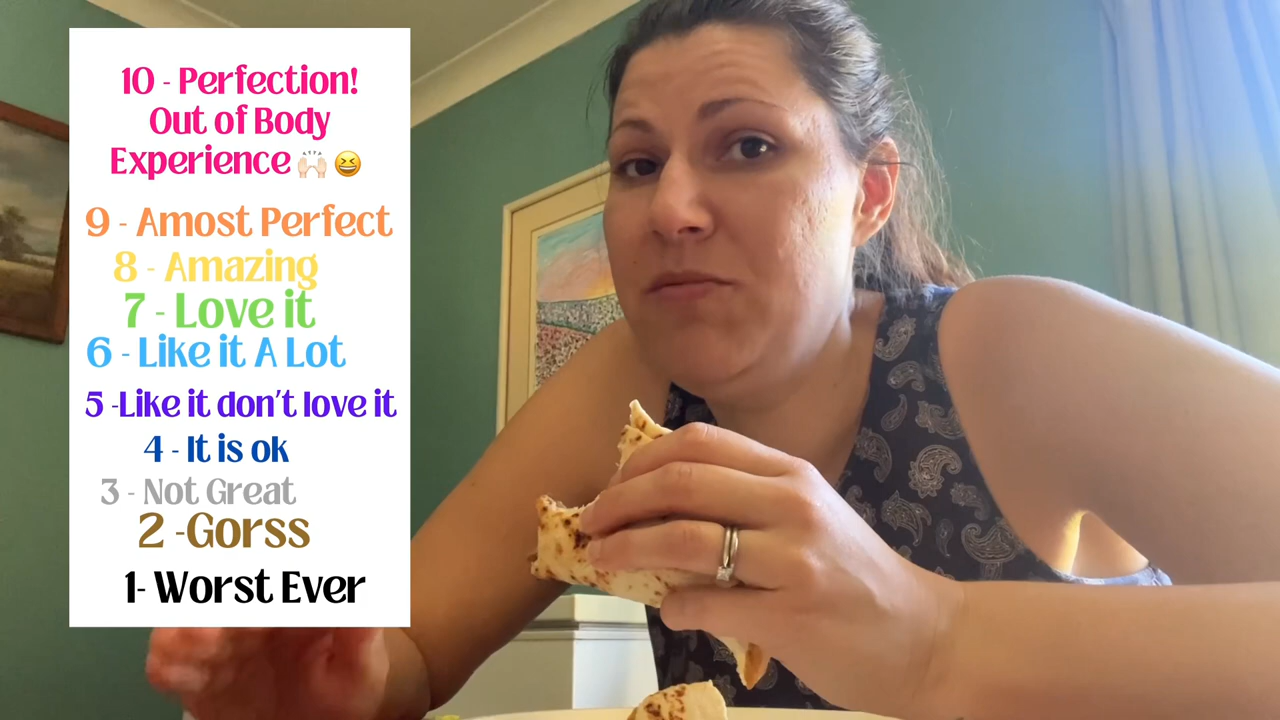 10 - Perfection!
Out of Body
Experience 🙌🏻 😆
9 - Amost Perfect
8 - Amazing
7 - Love it
6 - Like it A Lot
5 -Like it don't love it
4 - It is ok
3 - Not Great
2 -Gorss
1- Worst Ever